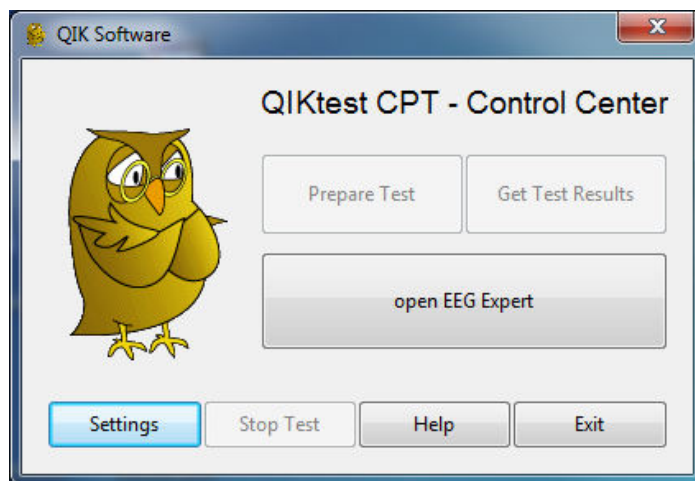 QIK Software
QIKtest CPT - Control Center
Prepare Test
Get Test Results
open EEG Expert
Settings
Stop Test
Help
Exit